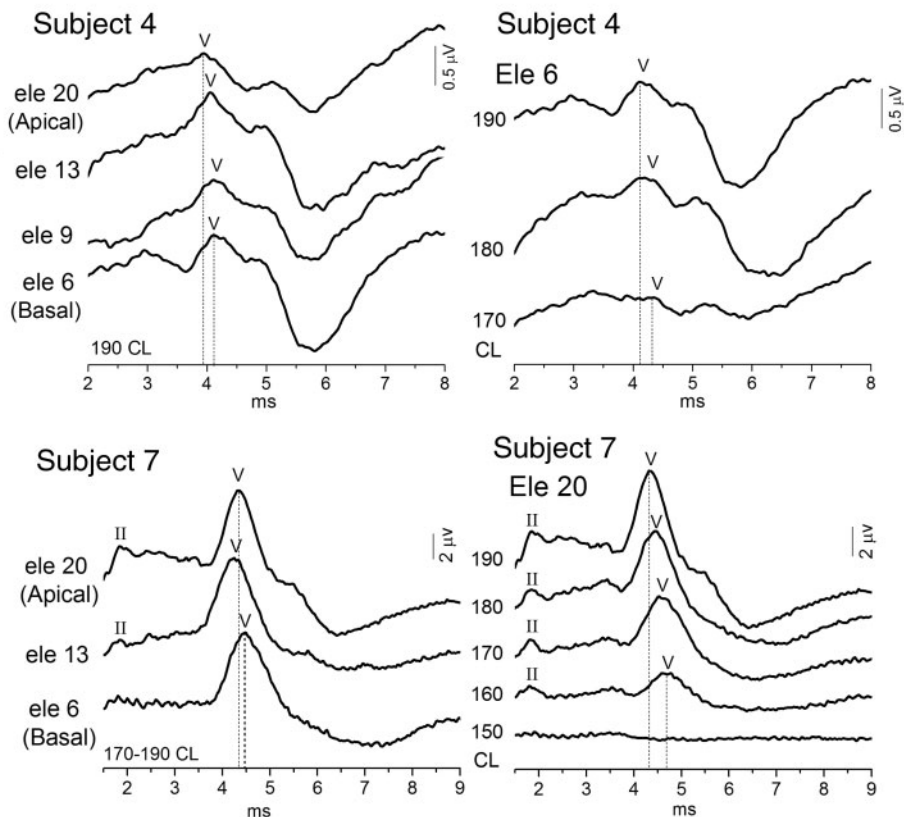 Subject 4
V
0.5 μV
ele 20
(Apical)
V
ele 13
V
ele 9
V
ele 6
(Basal)
190 CL
2 3 4 5 6 7 8
ms
Subject 4
Ele 6
V
190
0.5 μV
V
180
V
170
CL
2 3 4 5 6 7 8
ms
Subject 7
V
II
2 μv
ele 20
(Apical)
V
II
ele 13
V
ele 6
(Basal)
170-190 CL
2 3 4 5 6 7 8 9
ms
Subject 7
Ele 20
V
II
190
2 μv
V
II
180
V
II
170
V
II
160
150
CL
2 3 4 5 6 7 8 9
ms